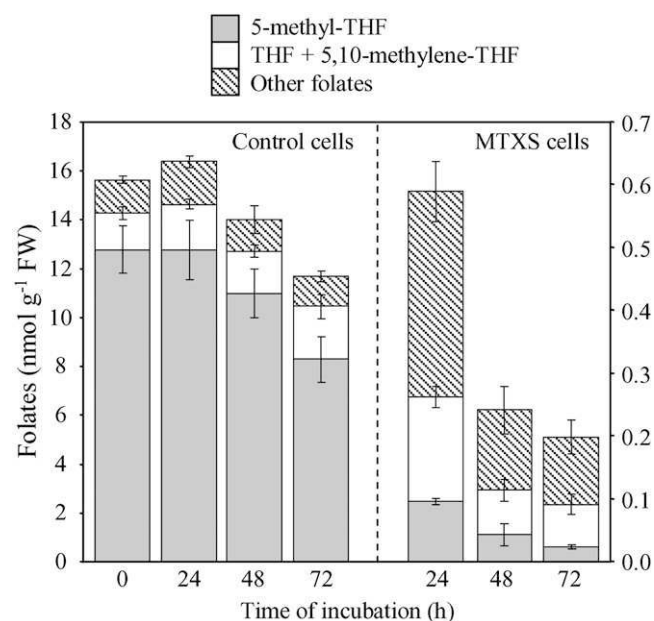 5-methyl-THF
THF + 5,10-methylene-THF
Other folates
Control cells
MTXS cells
Folates (nmol g⁻¹ FW)
18
16
14
12
10
8
6
4
2
0
0.7
0.6
0.5
0.4
0.3
0.2
0.1
0.0
0 24 48 72 24 48 72
Time of incubation (h)